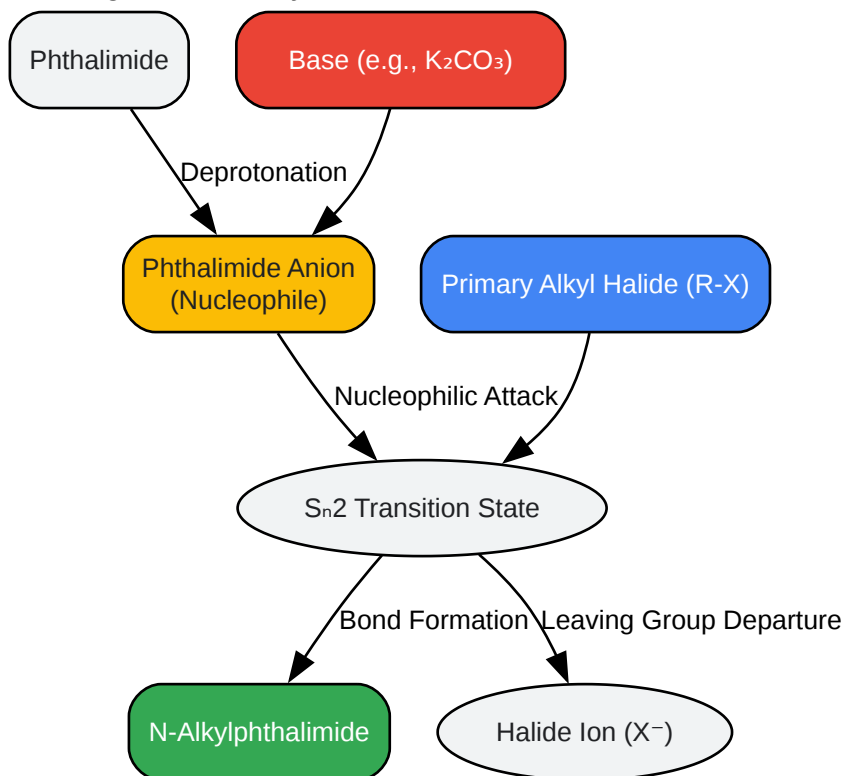 Phthalimide
Base (e.g., K₂CO₃)
Deprotonation
Phthalimide Anion
(Nucleophile)
Primary Alkyl Halide (R-X)
Nucleophilic Attack
Sₙ2 Transition State
Bond Formation
Leaving Group Departure
N-Alkylphthalimide
Halide Ion (X⁻)